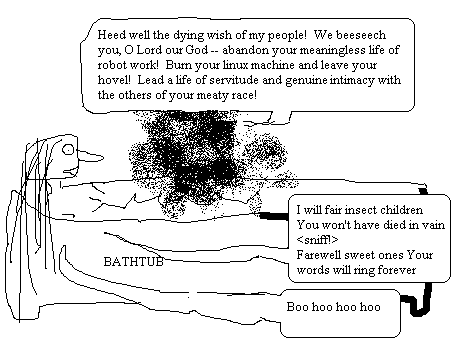 Heed well the dying wish of my people!  We beeseech
you, O Lord our God -- abandon your meaningless life of
robot work!  Burn your linux machine and leave your
hovel!  Lead a life of servitude and genuine intimacy with
the others of your meaty race!
I will fair insect children
You won't have died in vain
<sniff!>
Farewell sweet ones Your
words will ring forever
BATHTUB
Boo hoo hoo hoo